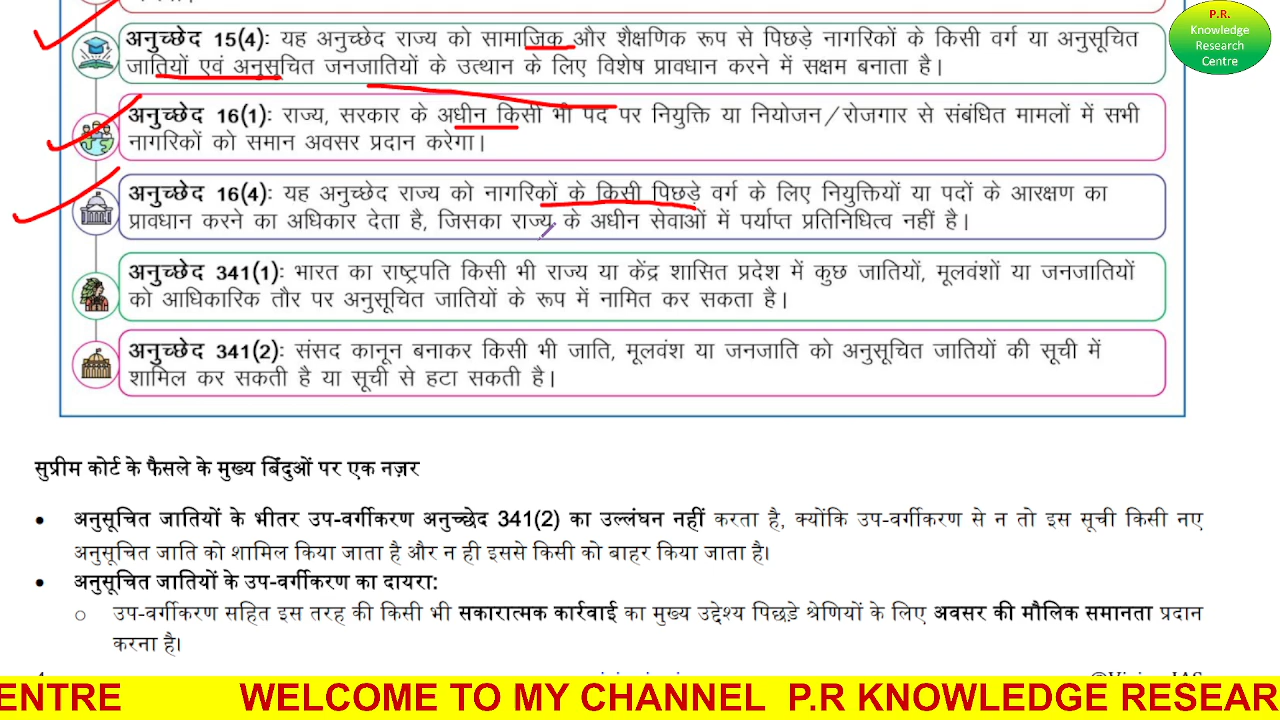 P.R.
Knowledge
Research
Centre
अनुच्छेद 15(4): यह अनुच्छेद राज्य को सामाजिक और शैक्षणिक रूप से पिछड़े नागरिकों के किसी वर्ग या अनुसूचित
जातियों एवं अनुसूचित जनजातियों के उत्थान के लिए विशेष प्रावधान करने में सक्षम बनाता है।
अनुच्छेद 16(1): राज्य, सरकार के अधीन किसी भी पद पर नियुक्ति या नियोजन/रोजगार से संबंधित मामलों में सभी
नागरिकों को समान अवसर प्रदान करेगा।
अनुच्छेद 16(4): यह अनुच्छेद राज्य को नागरिकों के किसी पिछड़े वर्ग के लिए नियुक्तियों या पदों के आरक्षण का
प्रावधान करने का अधिकार देता है, जिसका राज्य के अधीन सेवाओं में पर्याप्त प्रतिनिधित्व नहीं है।
अनुच्छेद 341(1): भारत का राष्ट्रपति किसी भी राज्य या केंद्र शासित प्रदेश में कुछ जातियों, मूलवंशों या जनजातियों
को आधिकारिक तौर पर अनुसूचित जातियों के रूप में नामित कर सकता है।
अनुच्छेद 341(2): संसद कानून बनाकर किसी भी जाति, मूलवंश या जनजाति को अनुसूचित जातियों की सूची में
शामिल कर सकती है या सूची से हटा सकती है।
सुप्रीम कोर्ट के फैसले के मुख्य बिंदुओं पर एक नज़र
• अनुसूचित जातियों के भीतर उप-वर्गीकरण अनुच्छेद 341(2) का उल्लंघन नहीं करता है, क्योंकि उप-वर्गीकरण से न तो इस सूची किसी नए
अनुसूचित जाति को शामिल किया जाता है और न ही इससे किसी को बाहर किया जाता है।
• अनुसूचित जातियों के उप-वर्गीकरण का दायरा:
○ उप-वर्गीकरण सहित इस तरह की किसी भी सकारात्मक कार्रवाई का मुख्य उद्देश्य पिछड़े श्रेणियों के लिए अवसर की मौलिक समानता प्रदान
करना है।
ENTRE WELCOME TO MY CHANNEL P.R KNOWLEDGE RESEAR